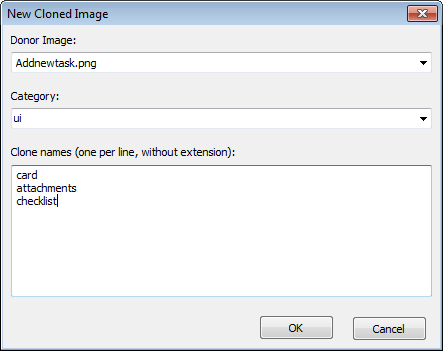 New Cloned Image
Donor Image:
Addnewtask.png
Category:
ui
Clone names (one per line, without extension):
card
attachments
checklist
OK
Cancel